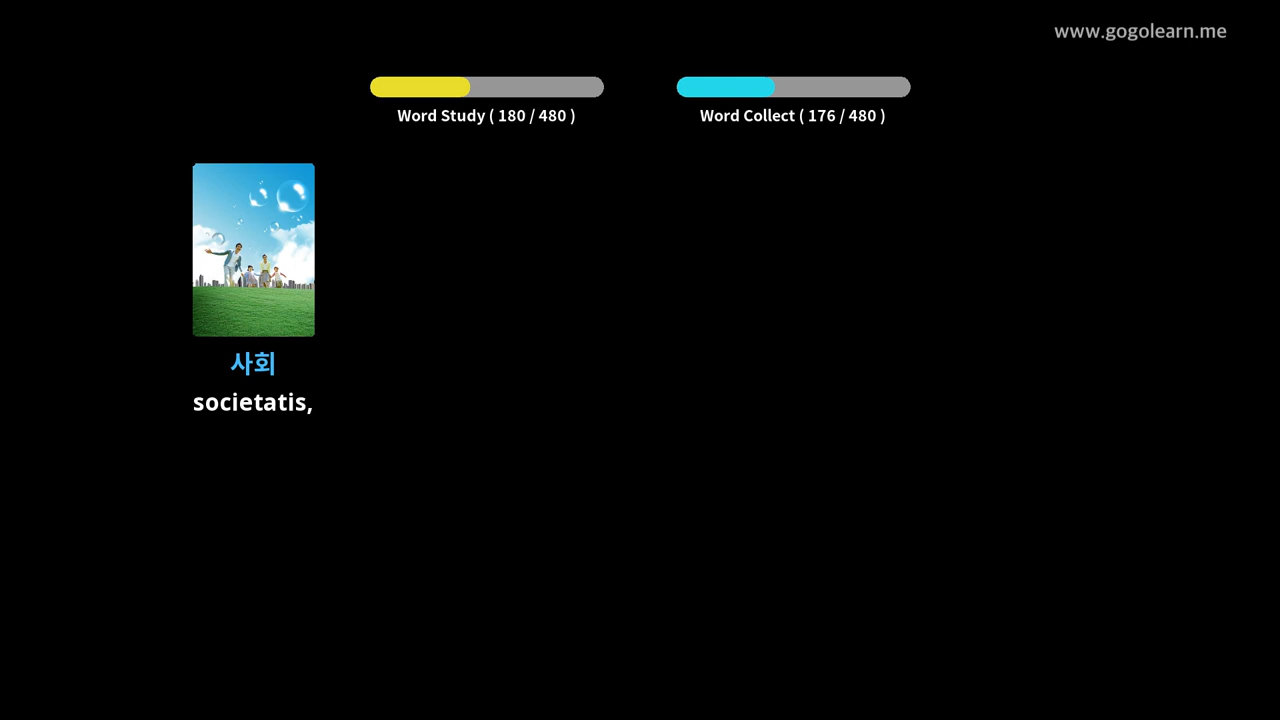 www.gogolearn.me
Word Study ( 180 / 480 )
Word Collect ( 176 / 480 )
사회
societatis,